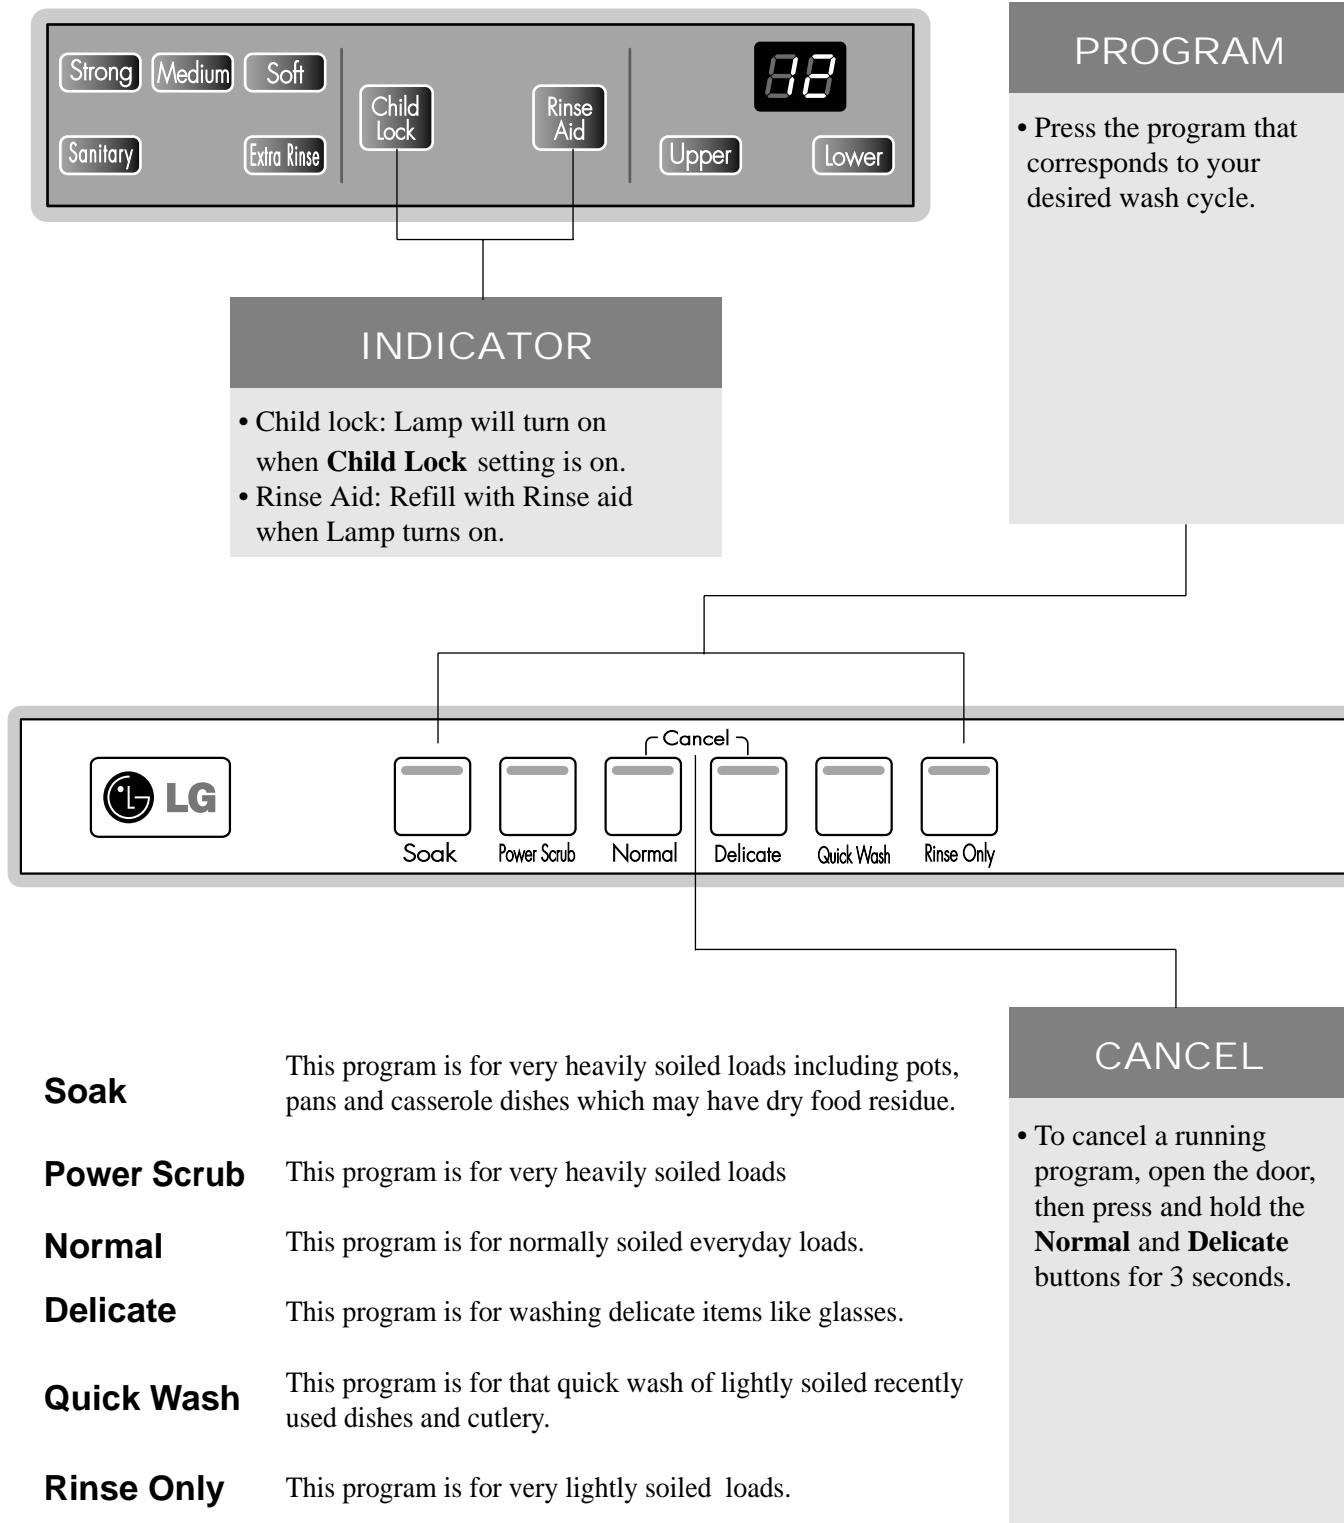 Strong Medium Soft
Sanitary Extra Rinse
Child
Lock
Rinse
Aid
12
Upper Lower
PROGRAM
• Press the program that
corresponds to your
desired wash cycle.
INDICATOR
• Child lock: Lamp will turn on
when Child Lock setting is on.
• Rinse Aid: Refill with Rinse aid
when Lamp turns on.
Cancel
LG
Soak Power Scrub Normal Delicate Quick Wash Rinse Only
Soak
This program is for very heavily soiled loads including pots,
pans and casserole dishes which may have dry food residue.
Power Scrub
This program is for very heavily soiled loads
Normal
This program is for normally soiled everyday loads.
Delicate
This program is for washing delicate items like glasses.
Quick Wash
This program is for that quick wash of lightly soiled recently
used dishes and cutlery.
Rinse Only
This program is for very lightly soiled loads.
CANCEL
• To cancel a running
program, open the door,
then press and hold the
Normal and Delicate
buttons for 3 seconds.